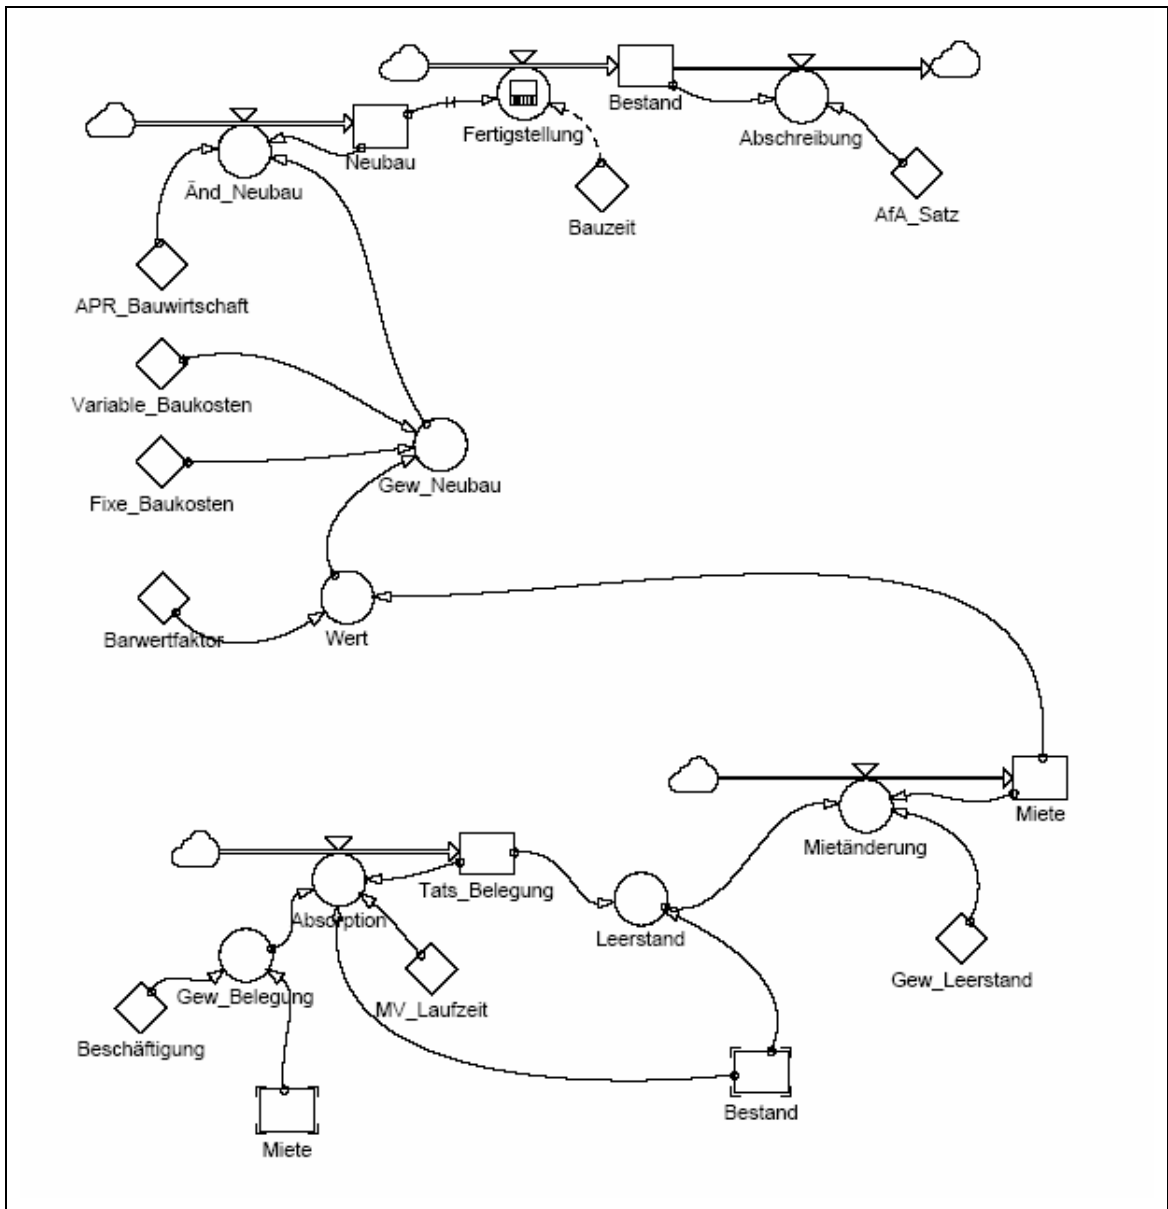 Bestand
Fertigstellung
Abschreibung
Neubau
Änd_Neubau
AfA_Satz
Bauzeit
APR_Bauwirtschaft
Variable_Baukosten
Gew_Neubau
Fixe_Baukosten
Barwertfaktor
Wert
Miete
Mietänderung
Tats_Belegung
Absorption
Leerstand
Gew_Leerstand
Gew_Belegung
MV_Laufzeit
Beschäftigung
Bestand
Miete